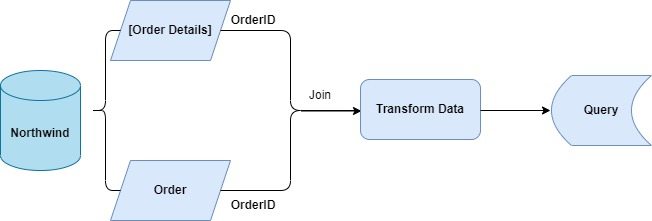 [Order Details]
OrderID
Northwind
Join
Transform Data
Query
Order
OrderID